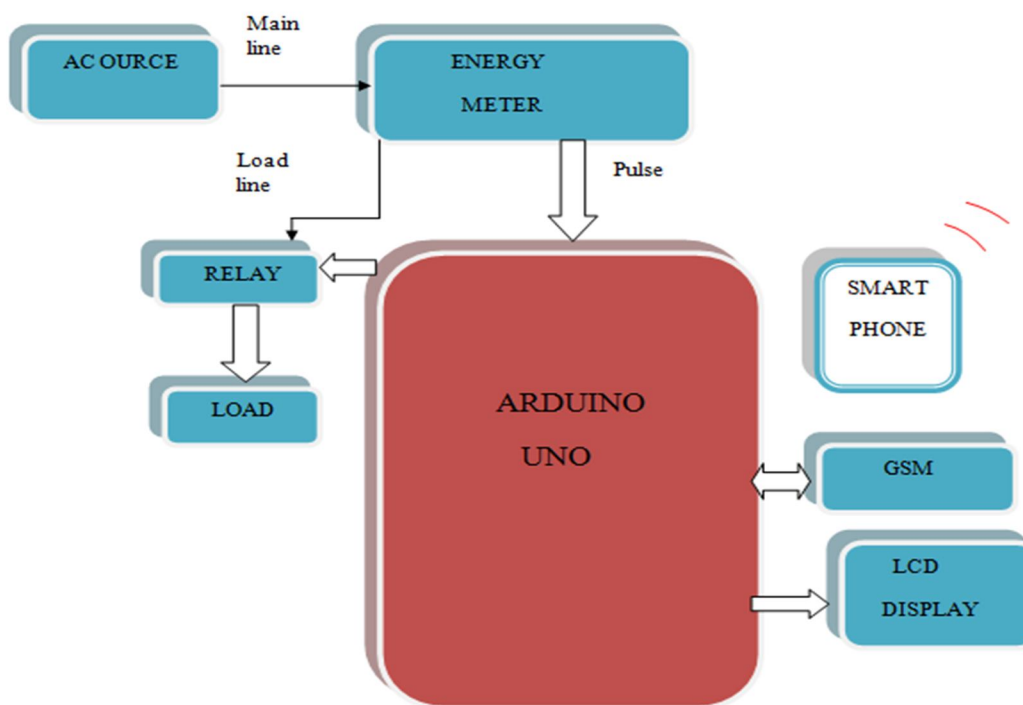 Main
line
AC OURCE
ENERGY
METER
Load
line
Pulse
RELAY
SMART
PHONE
LOAD
ARDUINO
UNO
GSM
LCD
DISPLAY